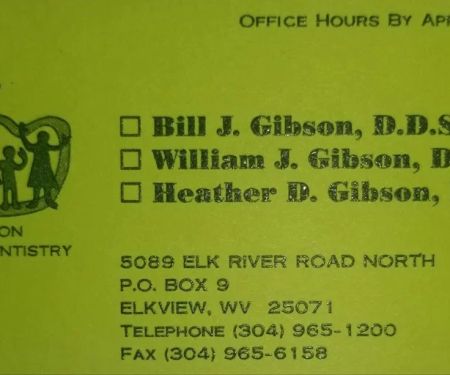 OFFICE HOURS BY AP
☐ Bill J. Gibson, D.D.S
☐ William J. Gibson, D
☐ Heather D. Gibson,
ON
NTISTRY
5089 ELK RIVER ROAD NORTH
P.O. BOX 9
ELKVIEW, WV 25071
TELEPHONE (304) 965-1200
FAX (304) 965-6158